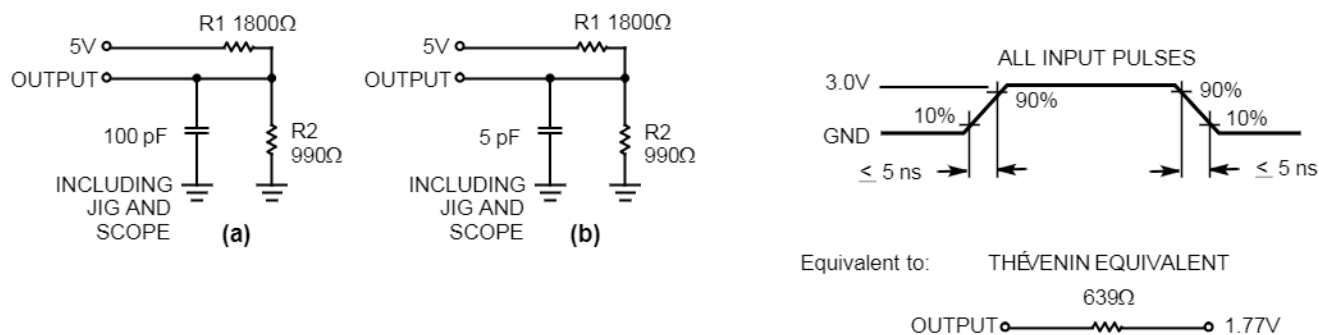 R1 1800Ω
5V
OUTPUT
100 pF
R2
990Ω
INCLUDING
JIG AND
SCOPE
(a)
R1 1800Ω
5V
OUTPUT
5 pF
R2
990Ω
INCLUDING
JIG AND
SCOPE
(b)
ALL INPUT PULSES
3.0V
GND
10%
90%
90%
10%
≤ 5 ns
≤ 5 ns
Equivalent to: THÉVENIN EQUIVALENT
639Ω
OUTPUT
1.77V